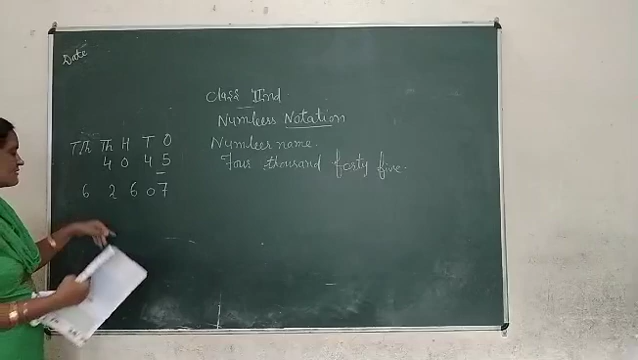 Date
Class IInd
Numbers Notation
T.Th Th H T O
Number name.
4 0 4 5
Four thousand forty five.
6 2 6 0 7